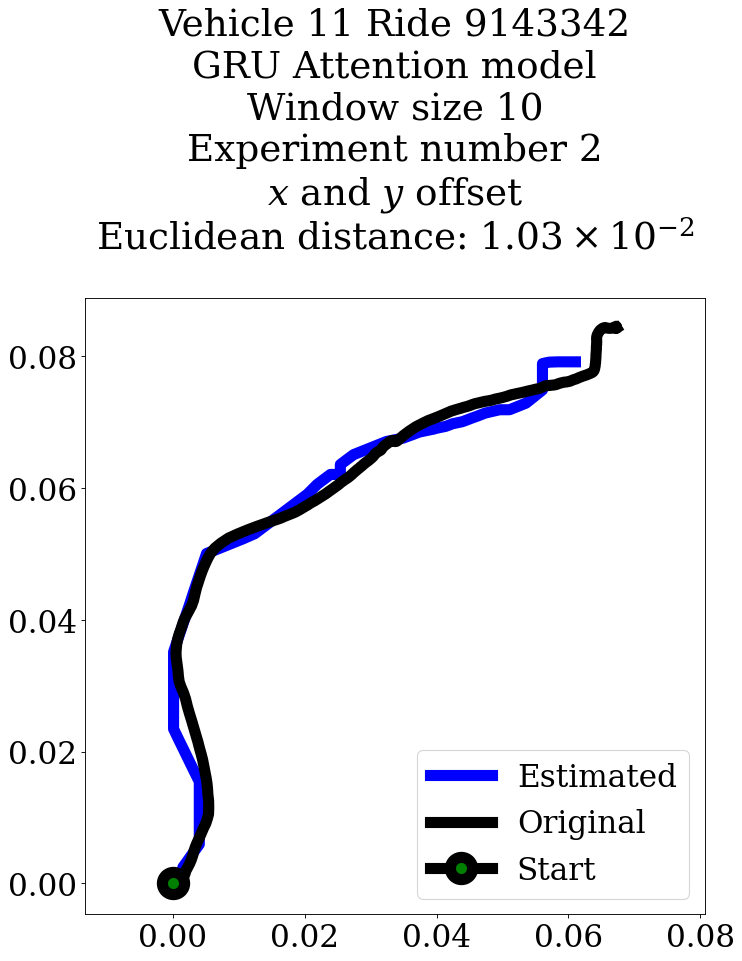 Vehicle 11 Ride 9143342
GRU Attention model
Window size 10
Experiment number 2
x and y offset
Euclidean distance: 1.03 × 10⁻²
0.08
0.06
0.04
0.02
0.00
Estimated
Original
Start
0.00 0.02 0.04 0.06 0.08